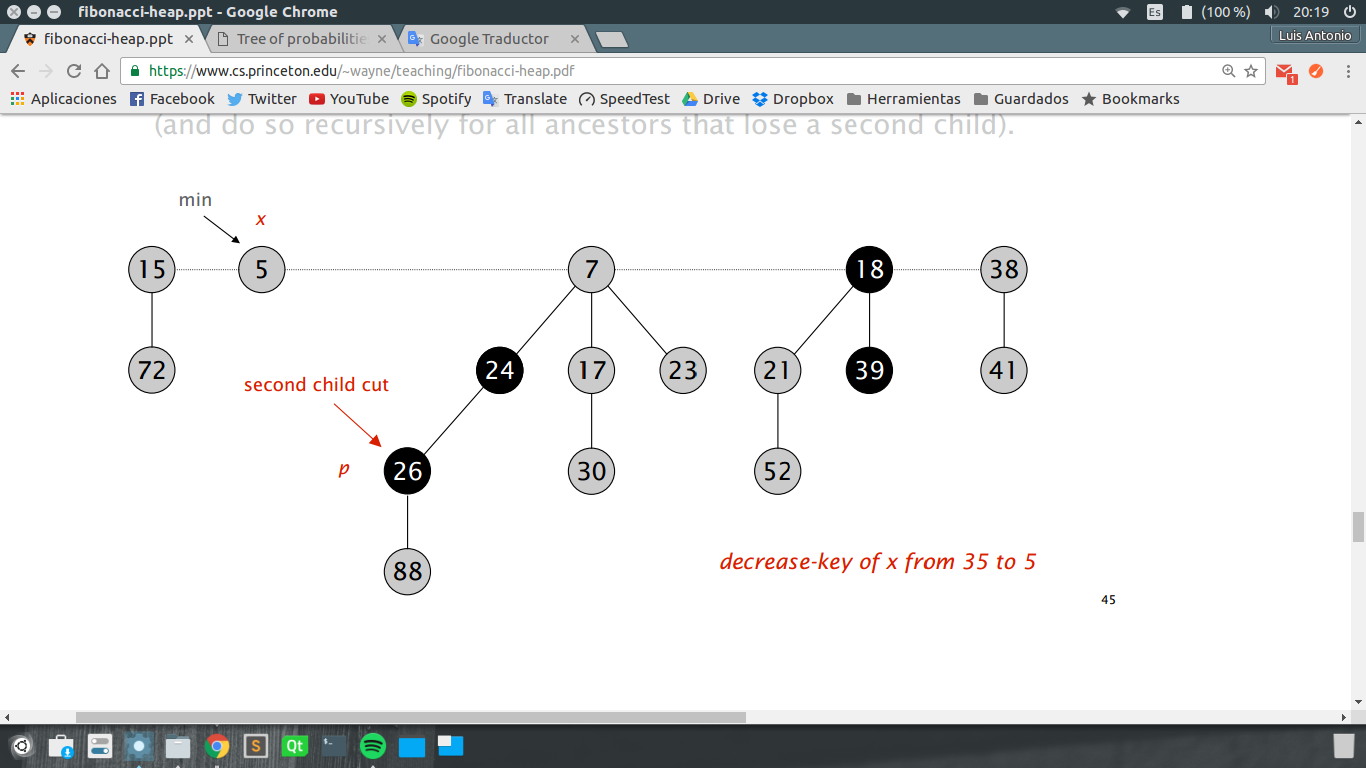 fibonacci-heap.ppt - Google Chrome
Es (100 %) 20:19
fibonacci-heap.ppt × Tree of probabilitie × Google Traductor × Luis Antonio
https://www.cs.princeton.edu/~wayne/teaching/fibonacci-heap.pdf
1
Aplicaciones Facebook Twitter YouTube Spotify Translate SpeedTest Drive Dropbox Herramientas Guardados Bookmarks
(and do so recursively for all ancestors that lose a second child).
min
x
15 5 7 18 38
72 24 17 23 21 39 41
second child cut
p 26 30 52
88
decrease-key of x from 35 to 5
45
S Qt